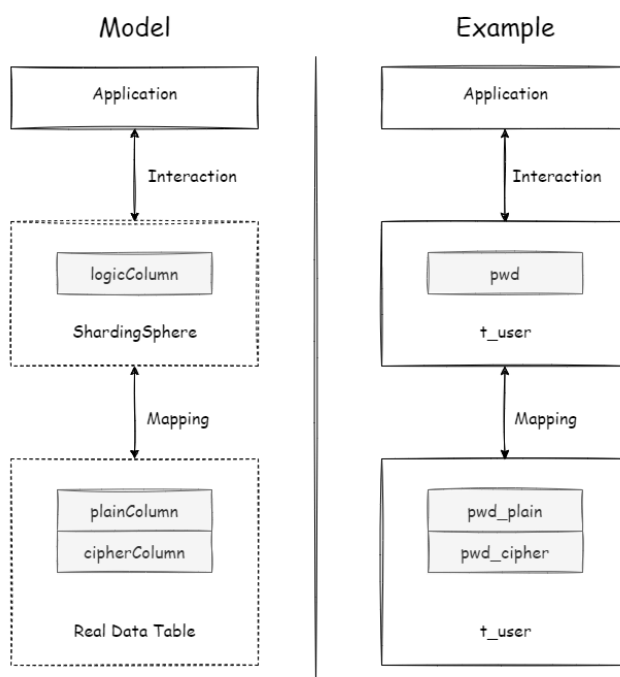 Model
Application
Interaction
logicColumn
ShardingSphere
Mapping
plainColumn
cipherColumn
Real Data Table
Example
Application
Interaction
pwd
t_user
Mapping
pwd_plain
pwd_cipher
t_user